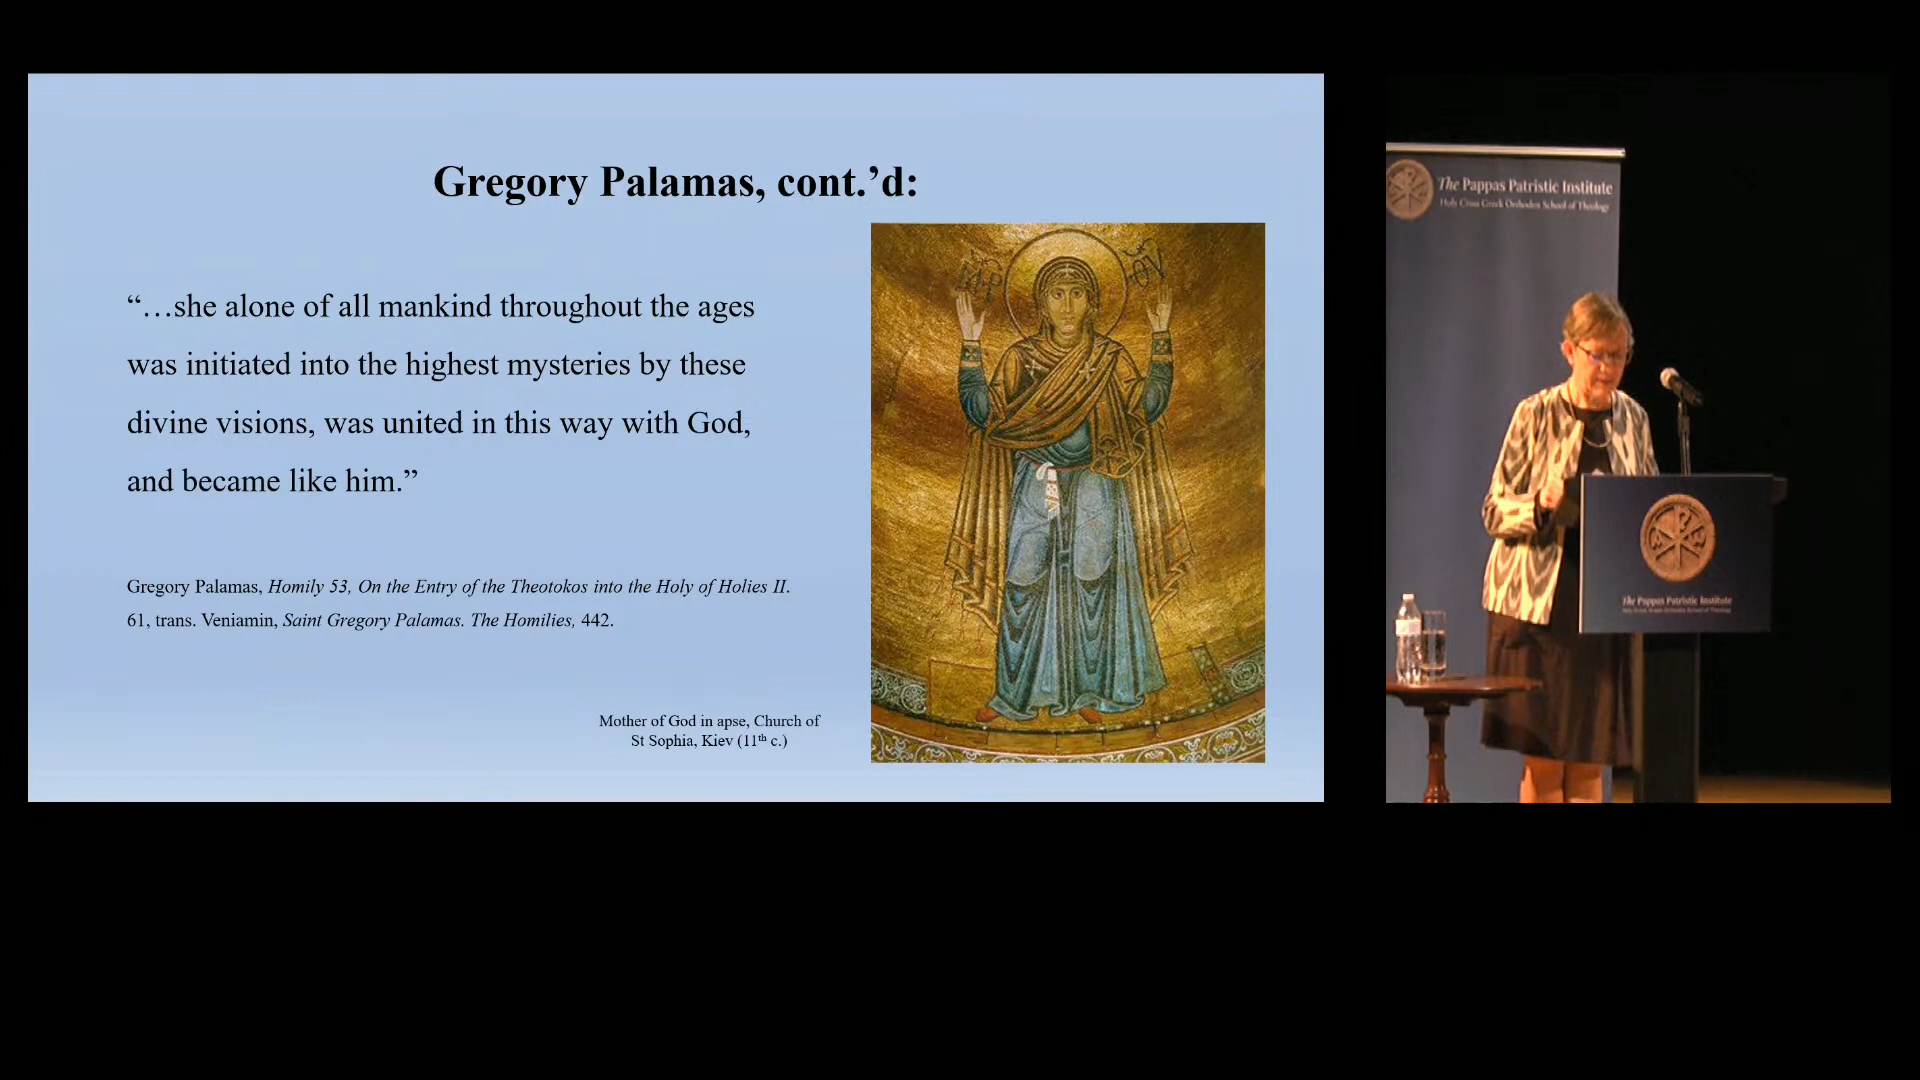 Gregory Palamas, cont.’d:
“…she alone of all mankind throughout the ages
was initiated into the highest mysteries by these
divine visions, was united in this way with God,
and became like him.”
Gregory Palamas, Homily 53, On the Entry of the Theotokos into the Holy of Holies II.
61, trans. Veniamin, Saint Gregory Palamas. The Homilies, 442.
Mother of God in apse, Church of
St Sophia, Kiev (11th c.)
The Pappas Patristic Institute
Holy Cross Greek Orthodox School of Theology
The Pappas Patristic Institute